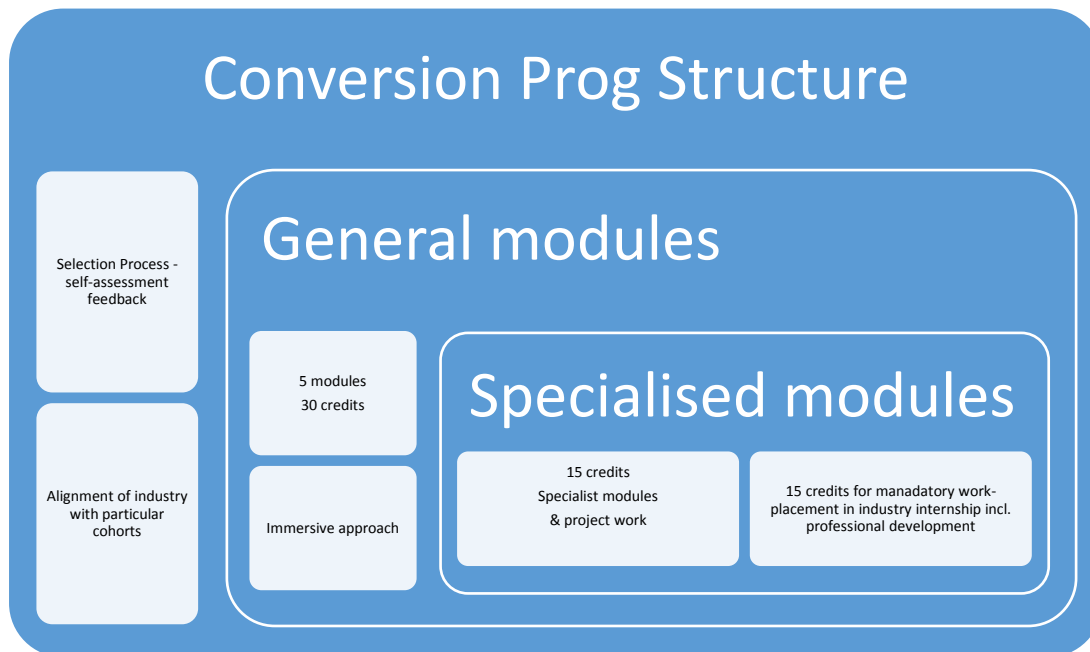 Conversion Prog Structure
Selection Process -
self-assessment
feedback
Alignment of industry
with particular
cohorts
General modules
5 modules
30 credits
Immersive approach
Specialised modules
15 credits
Specialist modules
& project work
15 credits for manadatory work-
placement in industry internship incl.
professional development